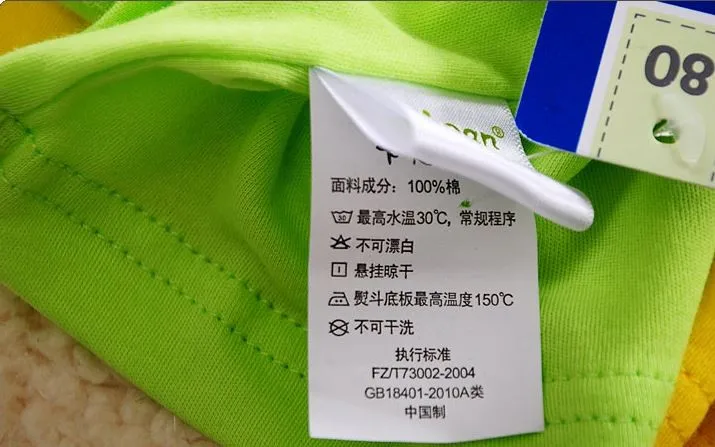 80
面料成分：100%棉
最高水温30℃，常规程序
不可漂白
悬挂晾干
熨斗底板最高温度150℃
不可干洗
执行标准
FZ/T73002-2004
GB18401-2010A类
中国制